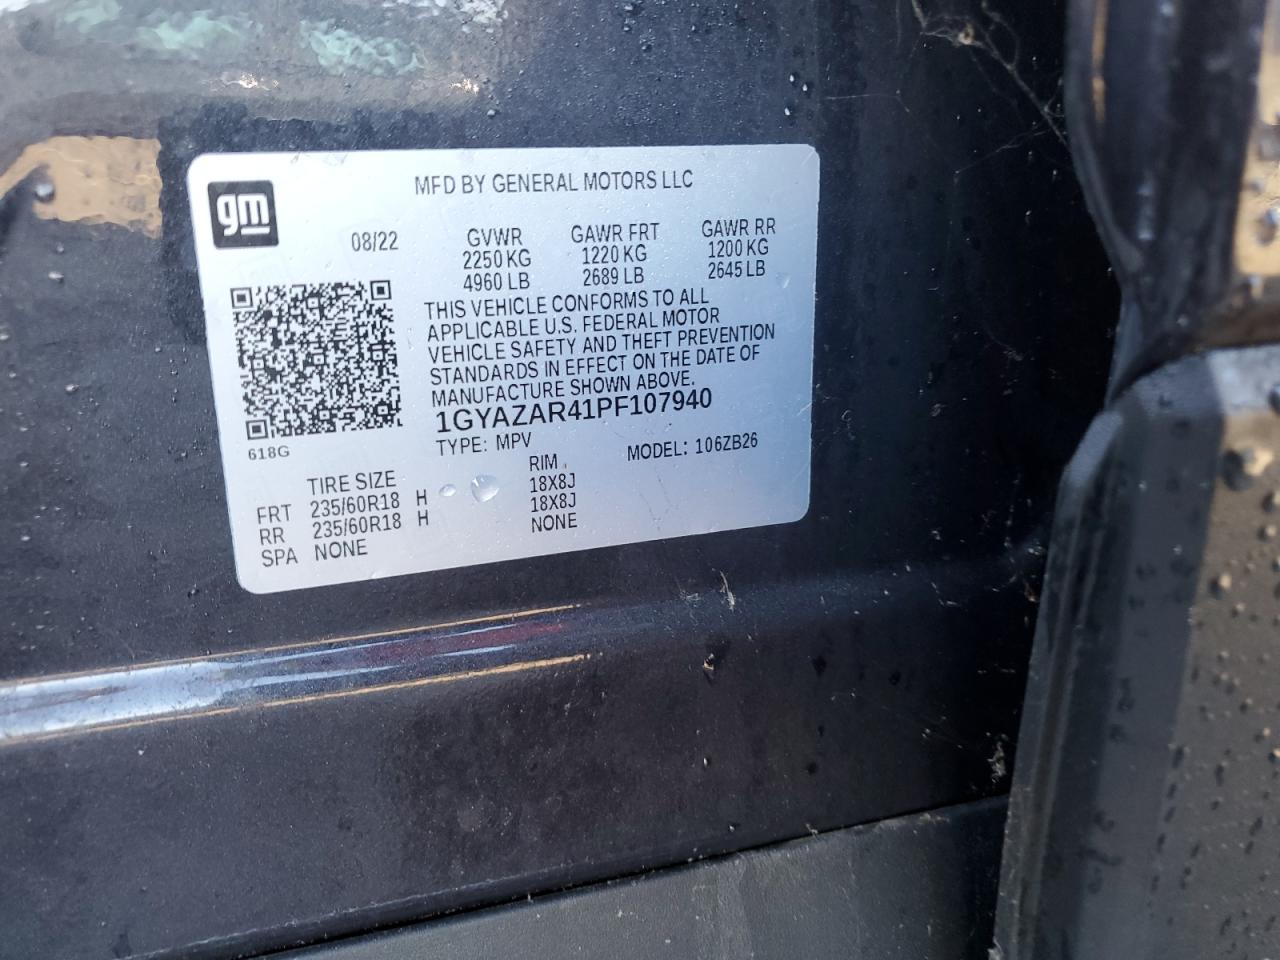 gm
MFD BY GENERAL MOTORS LLC
08/22 GVWR GAWR FRT GAWR RR
2250 KG 1220 KG 1200 KG
4960 LB 2689 LB 2645 LB
THIS VEHICLE CONFORMS TO ALL
APPLICABLE U.S. FEDERAL MOTOR
VEHICLE SAFETY AND THEFT PREVENTION
STANDARDS IN EFFECT ON THE DATE OF
MANUFACTURE SHOWN ABOVE.
1GYAZAR41PF107940
618G
TYPE: MPV MODEL: 106ZB26
TIRE SIZE RIM
FRT 235/60R18 H 18X8J
RR 235/60R18 H 18X8J
SPA NONE NONE